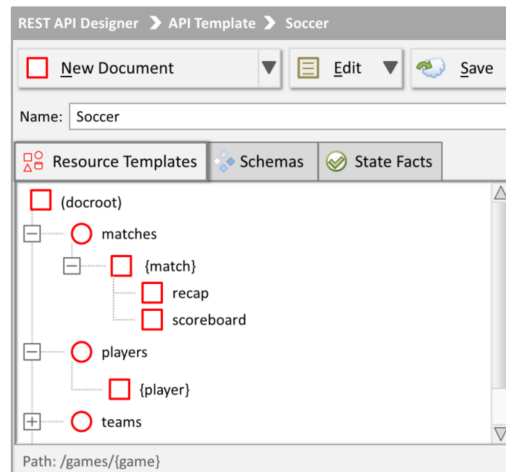 REST API Designer > API Template > Soccer
New Document Edit Save
Name: Soccer
Resource Templates Schemas State Facts
(docroot)
matches
{match}
recap
scoreboard
players
{player}
teams
Path: /games/{game}